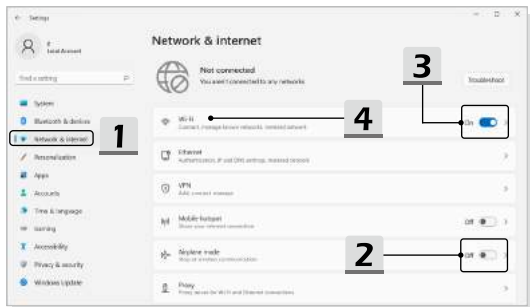 Settings
Local Account
Find a setting
System
Bluetooth & devices
Network & internet
Personalization
Apps
Accounts
Time & language
Gaming
Accessibility
Privacy & security
Windows Update
1
Network & internet
Not connected
You aren't connected to any networks
Troubleshoot
3
Wi-Fi
Connect, manage known networks, metered network
4
On
Ethernet
Authentication, IP and DNS settings, metered network
VPN
Add, connect, manage
Mobile hotspot
Share your internet connection
Off
Airplane mode
Stop all wireless communication
2
Off
Proxy
Proxy server for Wi-Fi and Ethernet connections